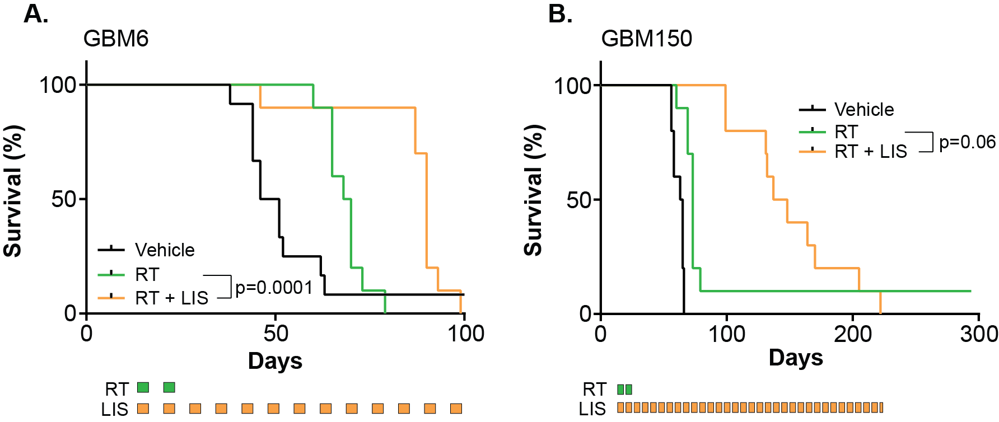 A.
GBM6
100
50
0
Survival (%)
Vehicle
RT
RT + LIS
p=0.0001
0 50 100
Days
RT
LIS
B.
GBM150
100
50
0
Survival (%)
Vehicle
RT
RT + LIS
p=0.06
0 100 200 300
Days
RT
LIS